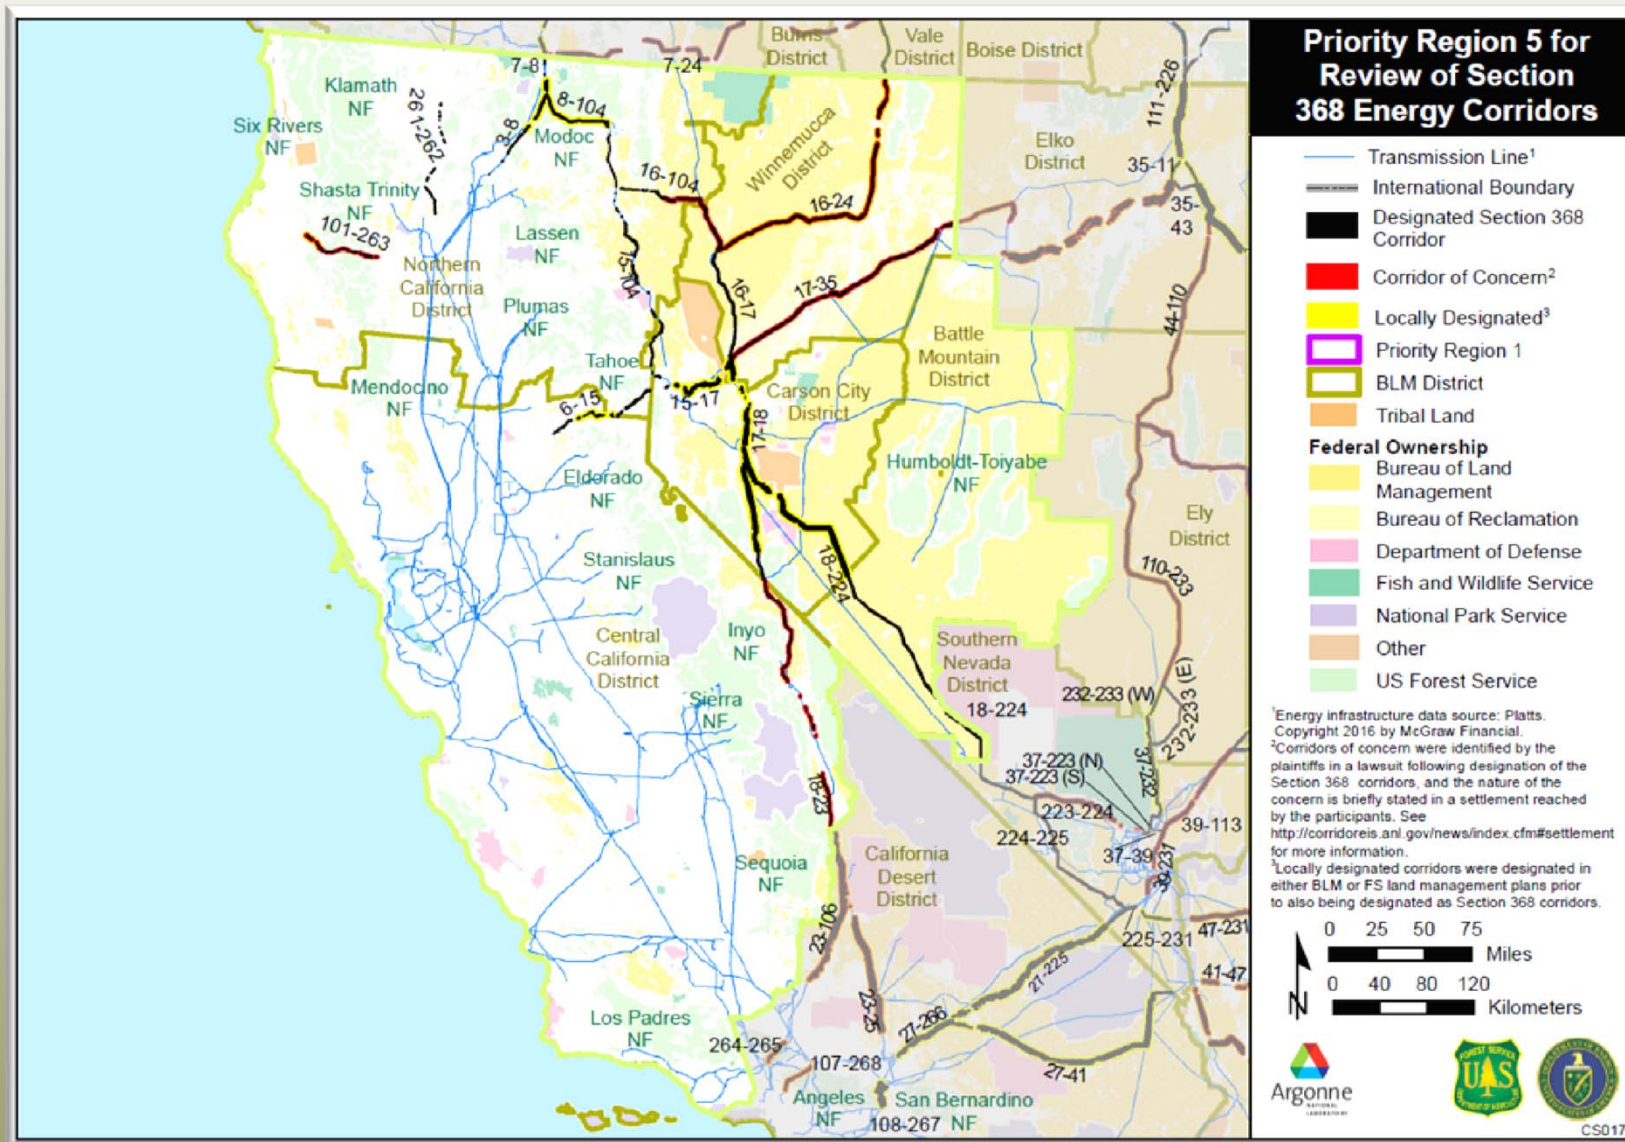 Priority Region 5 for
Review of Section
368 Energy Corridors
Transmission Line¹
International Boundary
Designated Section 368
Corridor
Corridor of Concern²
Locally Designated³
Priority Region 1
BLM District
Tribal Land
Federal Ownership
Bureau of Land
Management
Bureau of Reclamation
Department of Defense
Fish and Wildlife Service
National Park Service
Other
US Forest Service
¹Energy infrastructure data source: Platts.
Copyright 2016 by McGraw Financial.
²Corridors of concern were identified by the
plaintiffs in a lawsuit following designation of the
Section 368 corridors, and the nature of the
concern is briefly stated in a settlement reached
by the participants. See
http://corridoreis.anl.gov/news/index.cfm#settlement
for more information.
³Locally designated corridors were designated in
either BLM or FS land management plans prior
to also being designated as Section 368 corridors.
0 25 50 75
Miles
0 40 80 120
Kilometers
N
Argonne
NATIONAL
LABORATORY
FOREST SERVICE
U S
DEPARTMENT OF AGRICULTURE
CS017
Burns
District
Vale
District
Boise District
7-8
7-24
Klamath
NF
261-262
8-104
3-8
Modoc
NF
Six Rivers
NF
Winnemucca
District
Elko
District
111-226
35-11
35-
43
Shasta Trinity
NF
101-263
16-104
16-24
Lassen
NF
Northern
California
District
15-104
16-17
17-35
44-110
Plumas
NF
Battle
Mountain
District
Tahoe
NF
Mendocino
NF
6-15
15-17
Carson City
District
17-18
Humboldt-Toiyabe
NF
Eldorado
NF
Ely
District
Stanislaus
NF
18-224
110-233
Central
California
District
Inyo
NF
Southern
Nevada
District
18-224
232-233 (W)
232-233 (E)
Sierra
NF
37-223 (N)
37-223 (S)
37-232
18-23
223-224
224-225
39-113
37-39
39-231
Sequoia
NF
California
Desert
District
23-106
225-231
47-231
27-225
41-47
23-25
27-266
Los Padres
NF
264-265
107-268
27-41
Angeles
NF
San Bernardino
NF
108-267